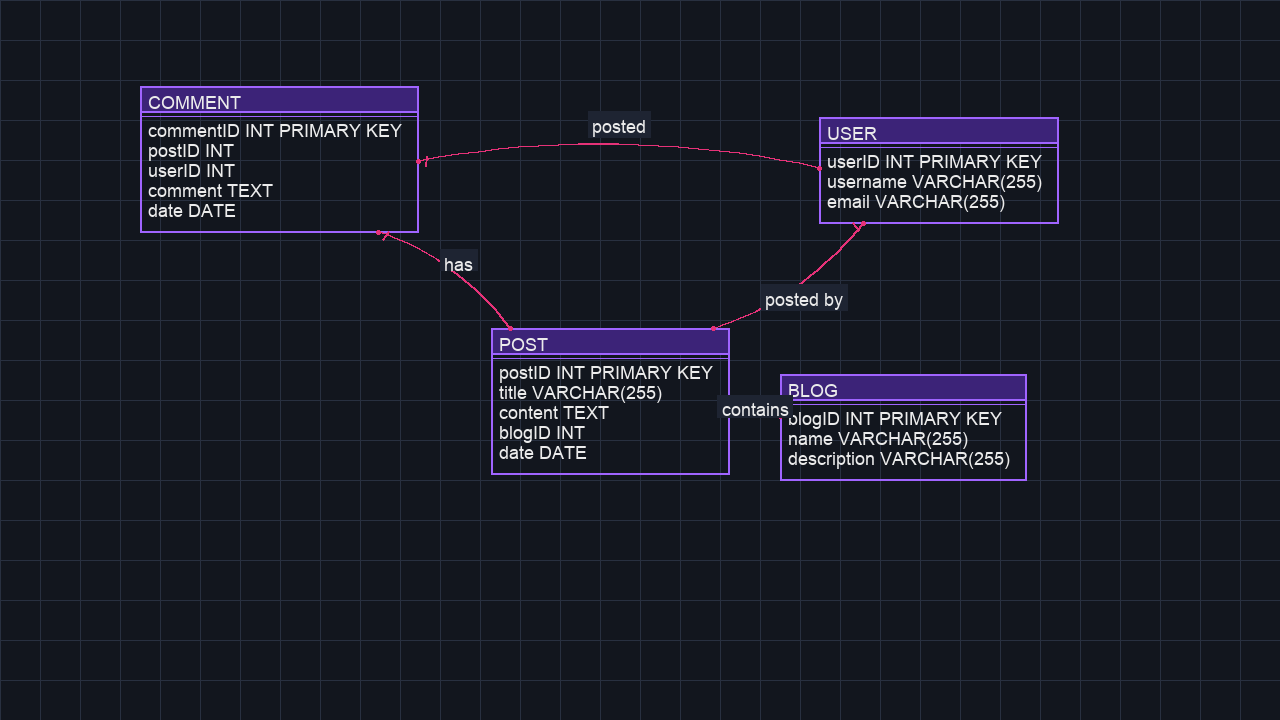 COMMENT
commentID INT PRIMARY KEY
postID INT
userID INT
comment TEXT
date DATE
posted
USER
userID INT PRIMARY KEY
username VARCHAR(255)
email VARCHAR(255)
has
posted by
POST
postID INT PRIMARY KEY
title VARCHAR(255)
content TEXT
blogID INT
date DATE
contains
BLOG
blogID INT PRIMARY KEY
name VARCHAR(255)
description VARCHAR(255)